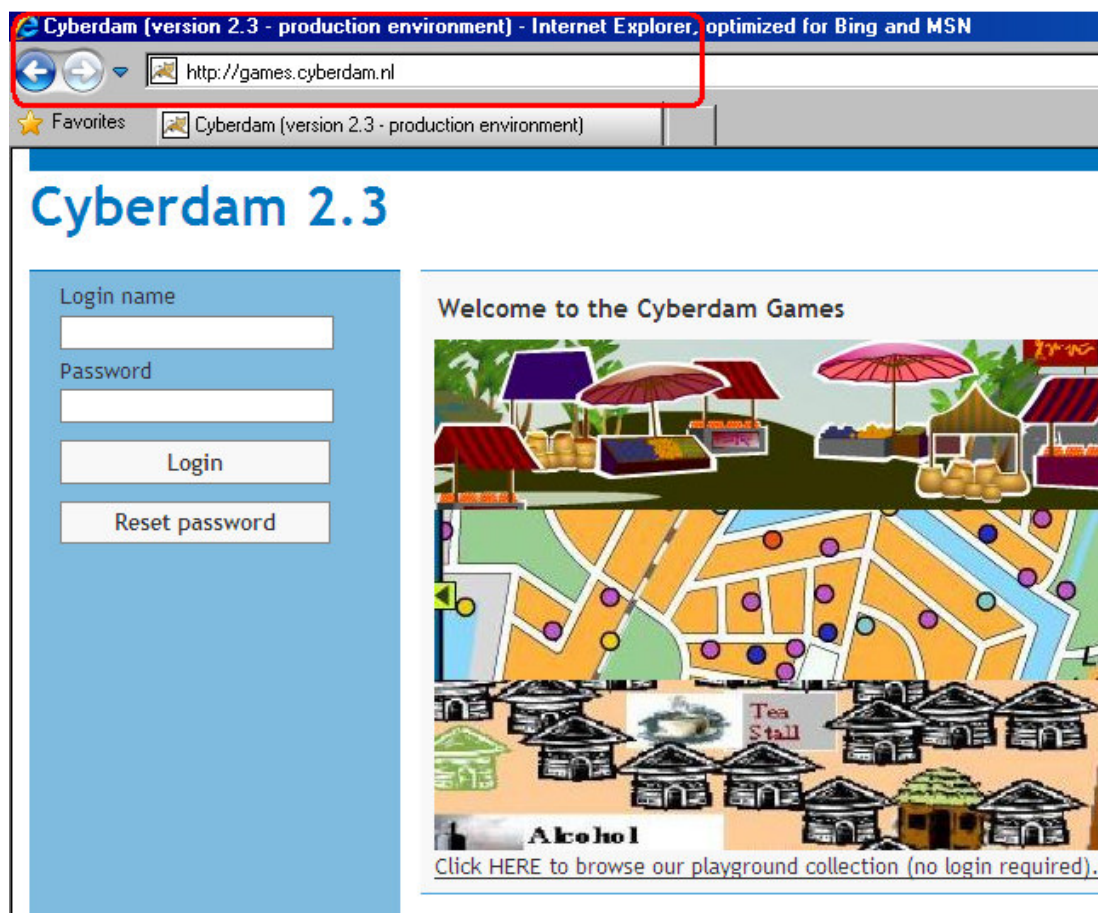 Cyberdam (version 2.3 - production environment) - Internet Explorer, optimized for Bing and MSN
http://games.cyberdam.nl
Favorites
Cyberdam (version 2.3 - production environment)
Cyberdam 2.3
Login name
Password
Login
Reset password
Welcome to the Cyberdam Games
Tea
Stall
Alcohol
Click HERE to browse our playground collection (no login required).